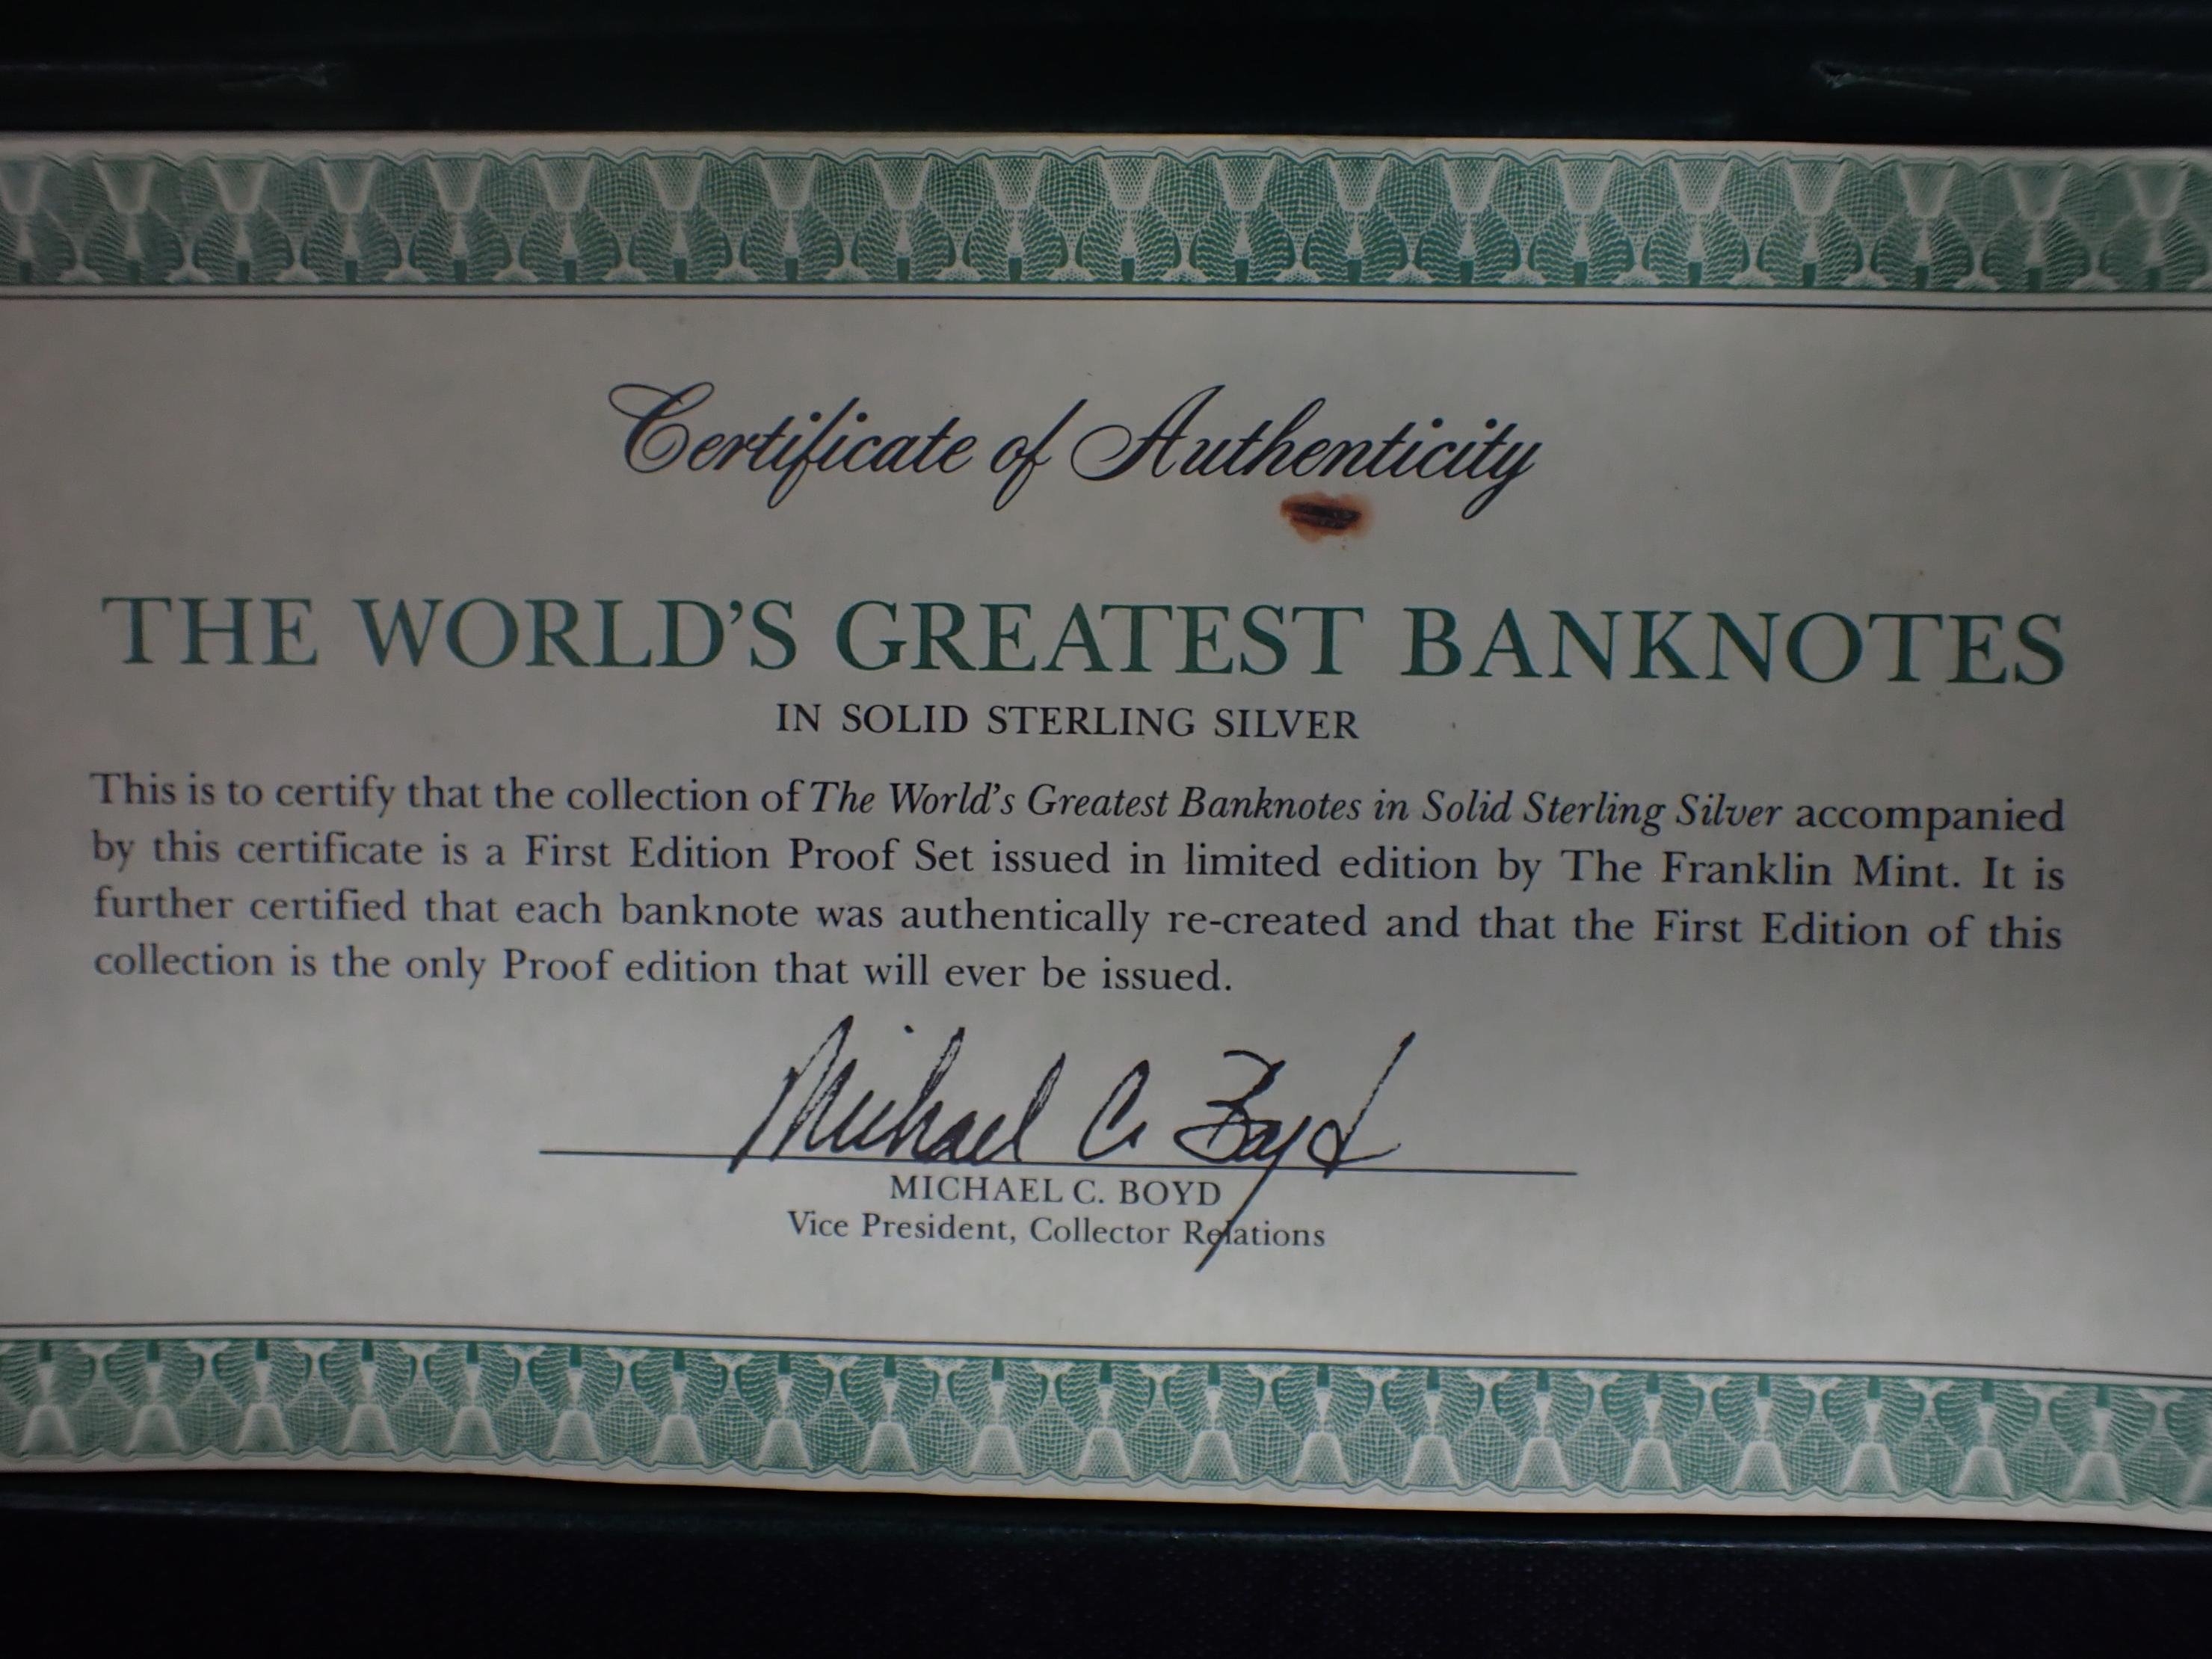 Certificate of Authenticity
THE WORLD'S GREATEST BANKNOTES
IN SOLID STERLING SILVER
This is to certify that the collection of The World's Greatest Banknotes in Solid Sterling Silver accompanied
by this certificate is a First Edition Proof Set issued in limited edition by The Franklin Mint. It is
further certified that each banknote was authentically re-created and that the First Edition of this
collection is the only Proof edition that will ever be issued.
Michael C. Boyd
MICHAEL C. BOYD
Vice President, Collector Relations